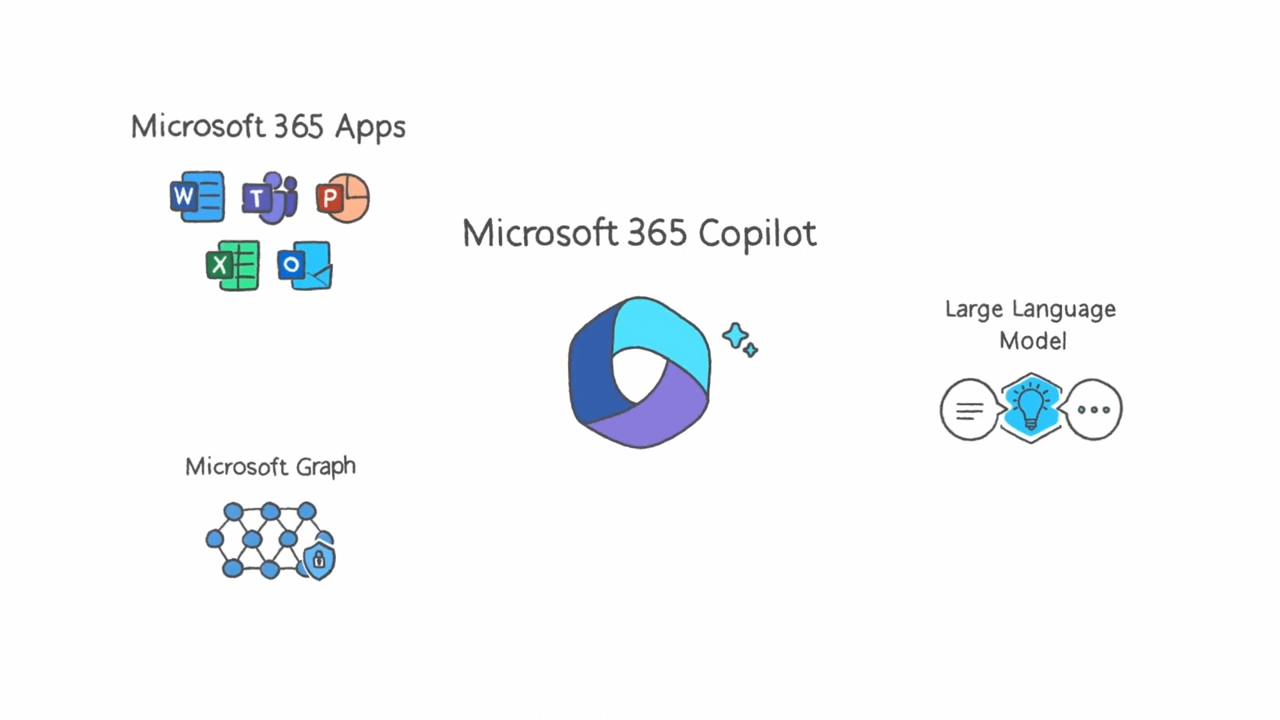 Microsoft 365 Apps
W
T
P
X
O
Microsoft 365 Copilot
Large Language
Model
Microsoft Graph